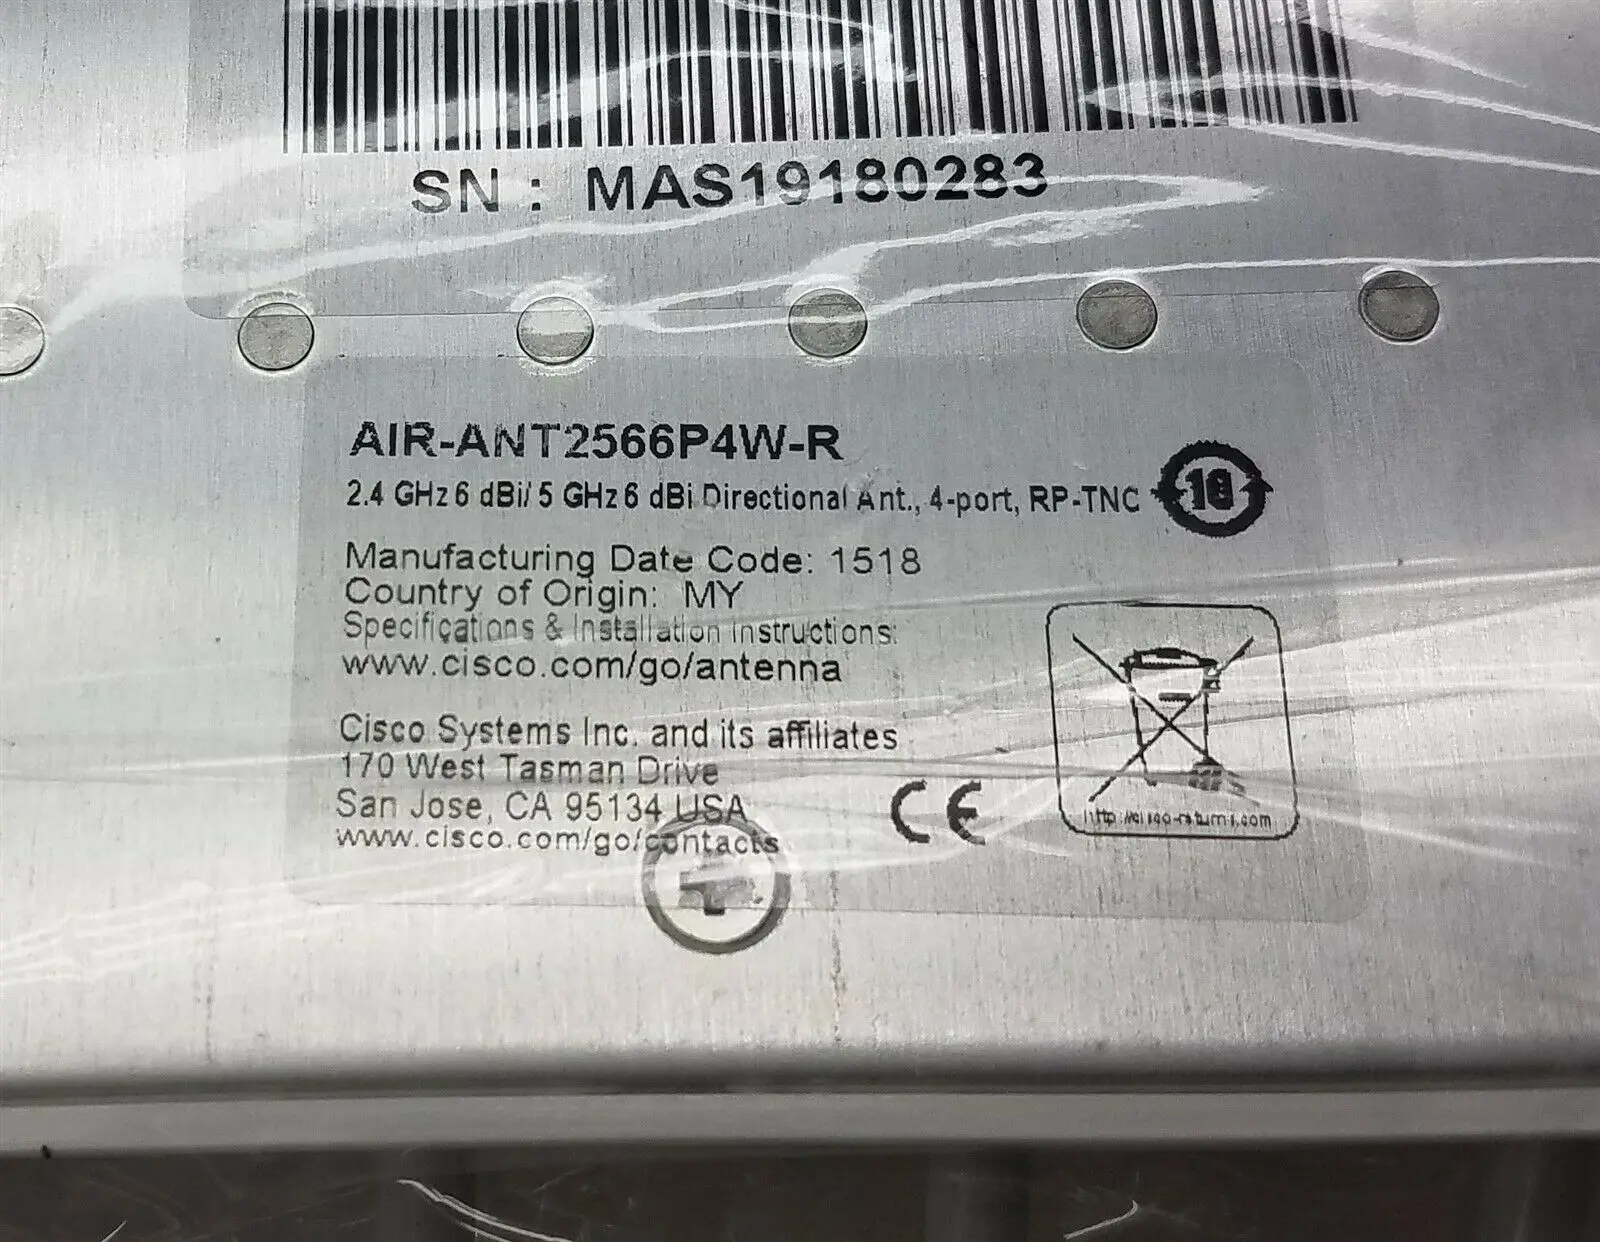 SN : MAS19180283
AIR-ANT2566P4W-R
2.4 GHz 6 dBi/ 5 GHz 6 dBi Directional Ant., 4-port, RP-TNC
10
Manufacturing Date Code: 1518
Country of Origin: MY
Specifications & Installation Instructions:
www.cisco.com/go/antenna
Cisco Systems Inc. and its affiliates
170 West Tasman Drive
San Jose, CA 95134 USA
www.cisco.com/go/contacts
CE